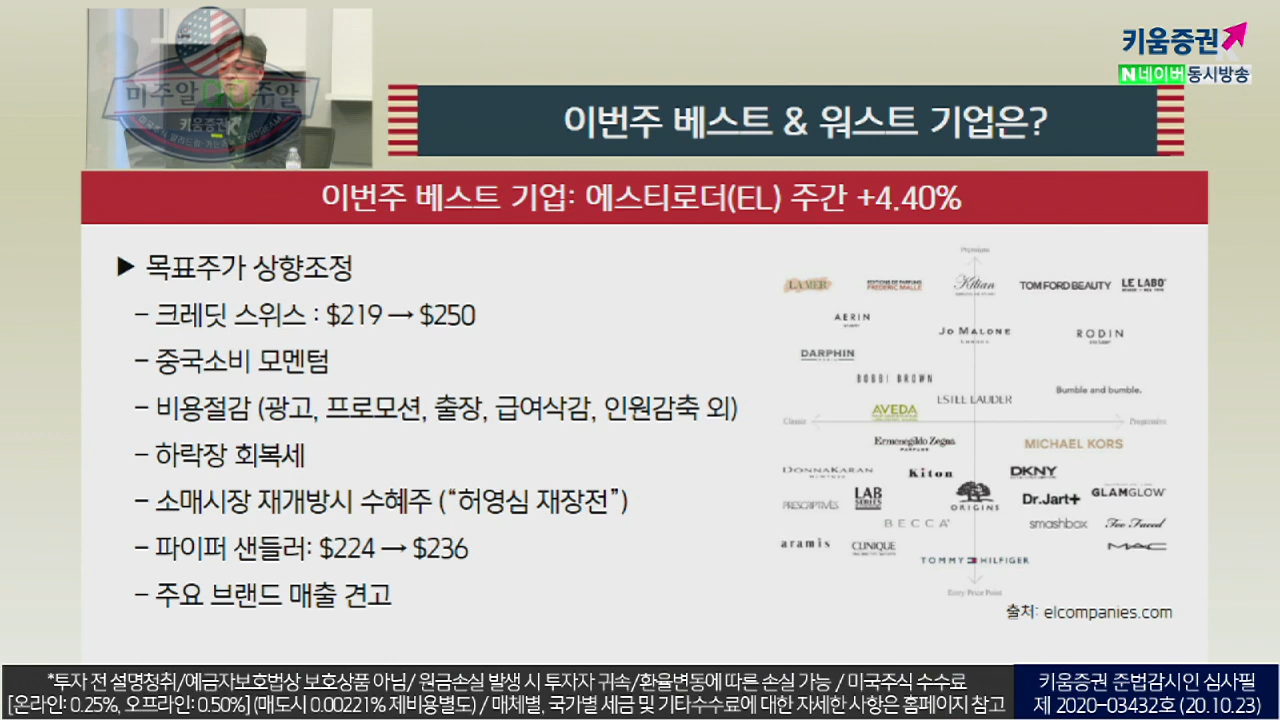 미주알
주알
키움증권
키움증권
N네이버 동시방송
이번주 베스트 & 워스트 기업은?
이번주 베스트 기업: 에스티로더(EL) 주간 +4.40%
▶ 목표주가 상향조정
- 크레딧 스위스 : $219 → $250
- 중국소비 모멘텀
- 비용절감 (광고, 프로모션, 출장, 급여삭감, 인원감축 외)
- 하락장 회복세
- 소매시장 재개방시 수혜주 (“허영심 재장전”)
- 파이퍼 샌들러: $224 → $236
- 주요 브랜드 매출 견고
Premium
LA MER
EDITIONS DE PARFUMS
FREDERIC MALLE
Kilian
TOM FORD BEAUTY
LE LABO
AERIN
JO MALONE
LONDON
RODIN
DARPHIN
PARIS
BOBBI BROWN
Bumble and bumble.
ESTEE LAUDER
AVEDA
Classic
Progressive
Ermenegildo Zegna
PARFUMS
MICHAEL KORS
DONNAKARAN
Kiton
DKNY
PRESCRIPTIVES
LAB
SERIES
ORIGINS
Dr.Jart+
GLAMGLOW
BECCA
smashbox
Too Faced
aramis
CLINIQUE
MAC
TOMMY HILFIGER
Entry Price Point
출처: elcompanies.com
*투자 전 설명청취/예금자보호법상 보호상품 아님/ 원금손실 발생 시 투자자 귀속/환율변동에 따른 손실 가능 / 미국주식 수수료
[온라인: 0.25%, 오프라인: 0.50%] (매도시 0.00221% 제비용별도) / 매체별, 국가별 세금 및 기타수수료에 대한 자세한 사항은 홈페이지 참고
키움증권 준법감시인 심사필
제 2020-03432호 (20.10.23)